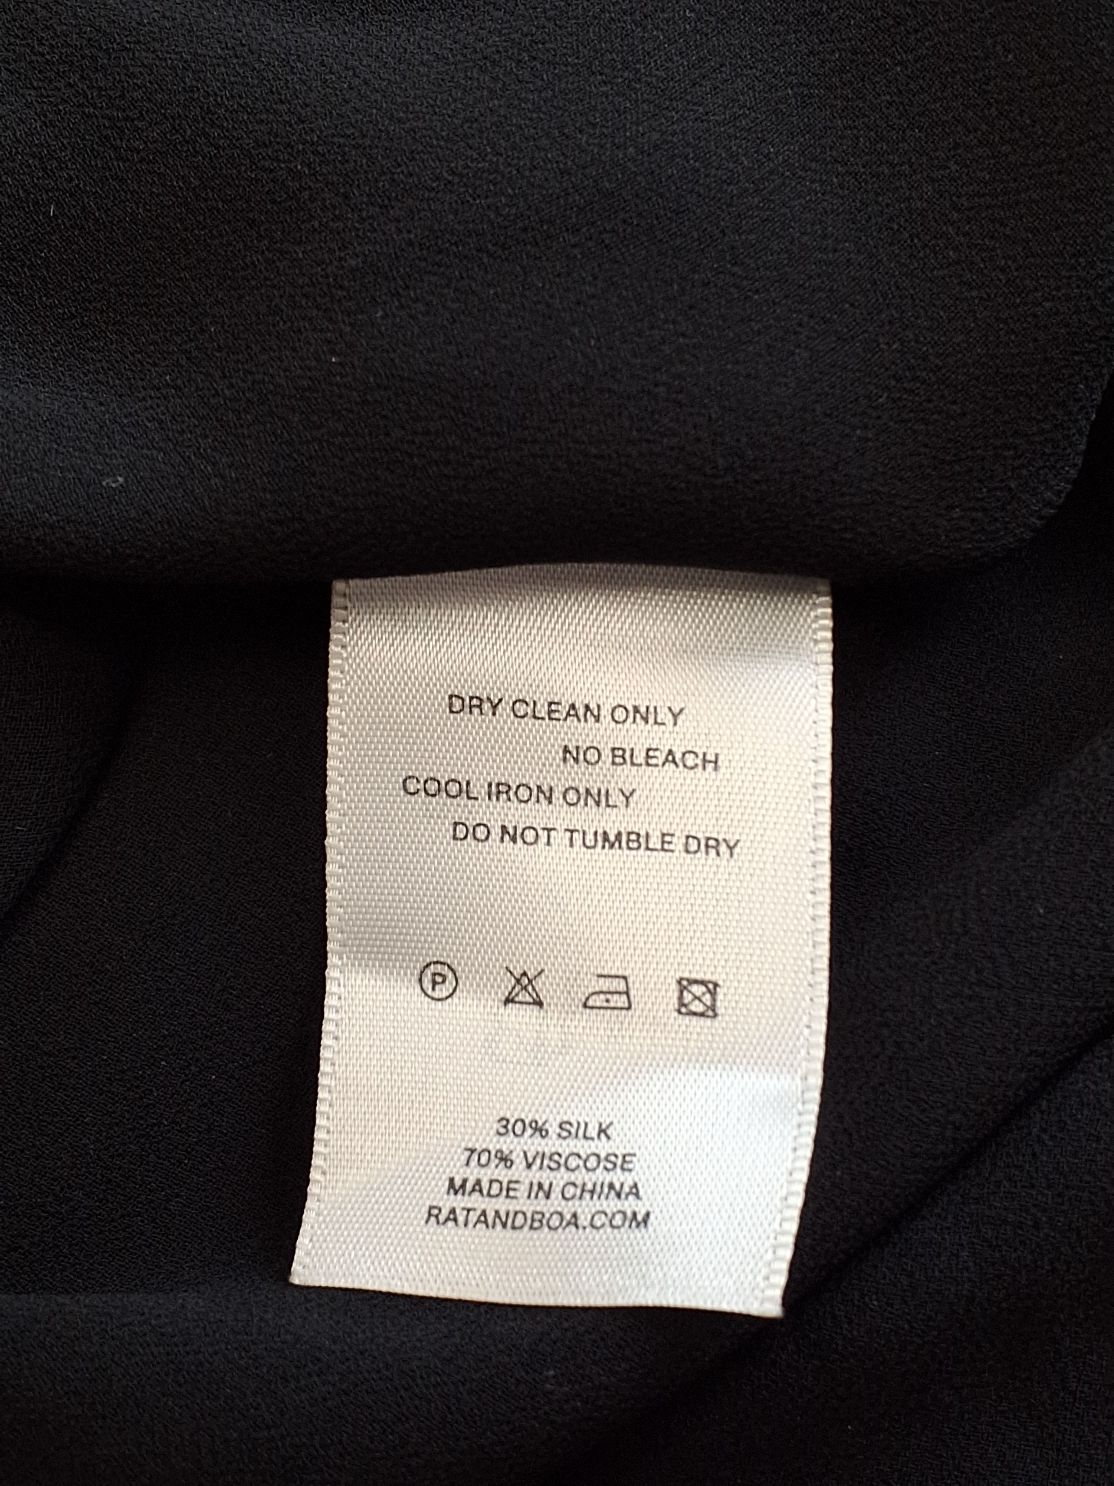 DRY CLEAN ONLY
NO BLEACH
COOL IRON ONLY
DO NOT TUMBLE DRY
P
30% SILK
70% VISCOSE
MADE IN CHINA
RATANDBOA.COM